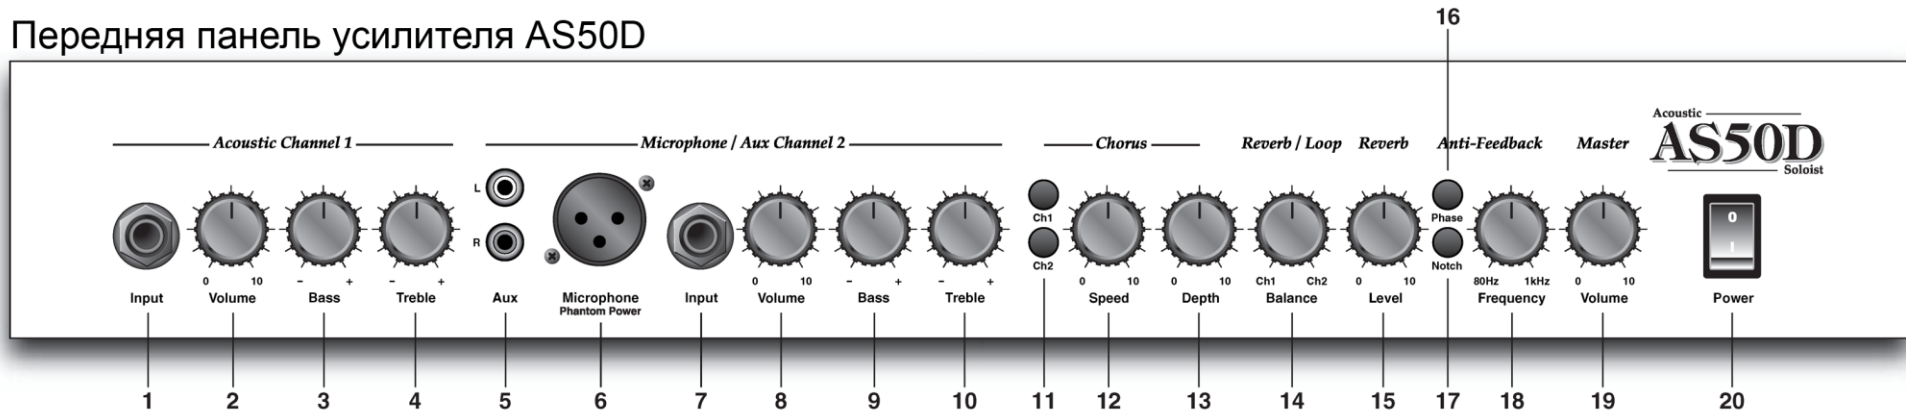 16
Передняя панель усилителя AS50D
Acoustic Channel 1
Microphone / Aux Channel 2
Chorus
Reverb / Loop
Reverb
Anti-Feedback
Master
Acoustic
AS50D
Soloist
L
R
Ch1
Ch2
Phase
Notch
0
I
0 10
- +
- +
0 10
- +
- +
0 10
0 10
Ch1 Ch2
0 10
80Hz 1kHz
0 10
Input
Volume
Bass
Treble
Aux
Microphone
Phantom Power
Input
Volume
Bass
Treble
Speed
Depth
Balance
Level
Frequency
Volume
Power
1 2 3 4 5 6 7 8 9 10 11 12 13 14 15 17 18 19 20